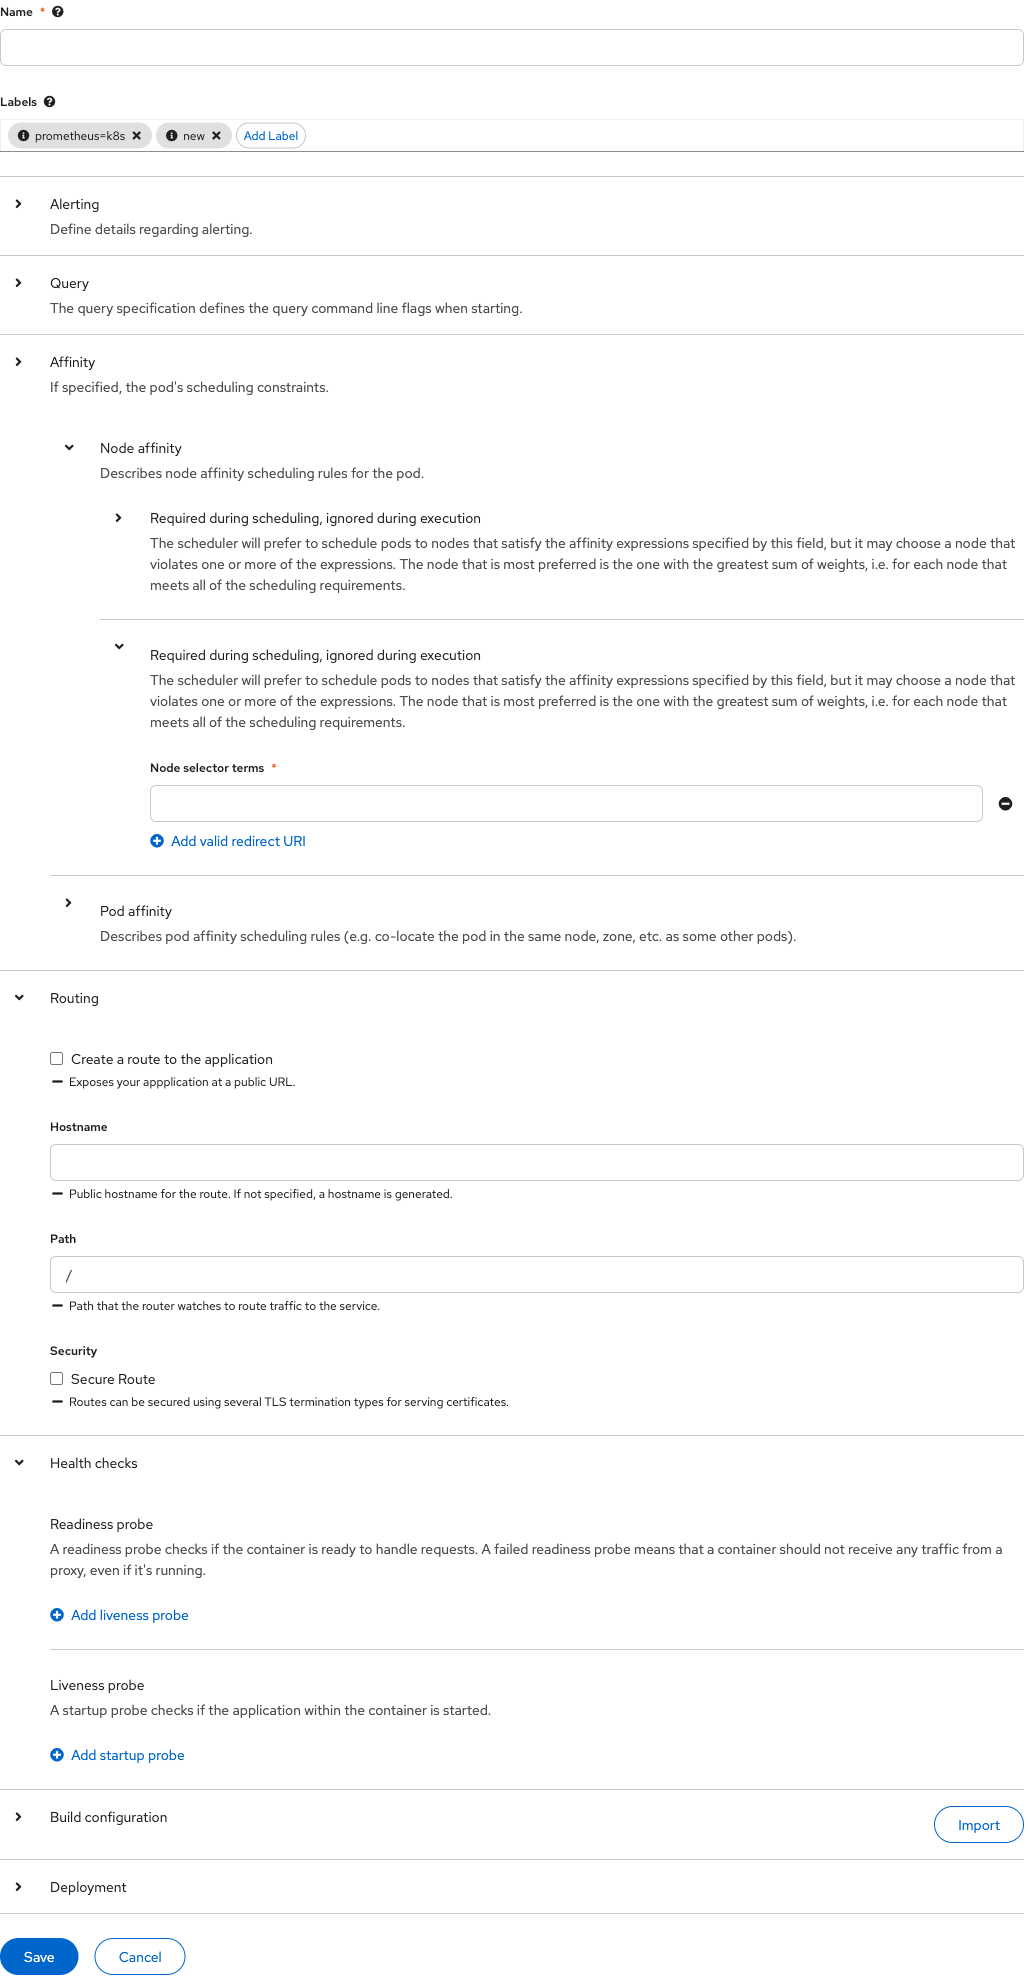 Name *
Labels
prometheus=k8s new Add Label
Alerting
Define details regarding alerting.
Query
The query specification defines the query command line flags when starting.
Affinity
If specified, the pod's scheduling constraints.
Node affinity
Describes node affinity scheduling rules for the pod.
Required during scheduling, ignored during execution
The scheduler will prefer to schedule pods to nodes that satisfy the affinity expressions specified by this field, but it may choose a node that
violates one or more of the expressions. The node that is most preferred is the one with the greatest sum of weights, i.e. for each node that
meets all of the scheduling requirements.
Required during scheduling, ignored during execution
The scheduler will prefer to schedule pods to nodes that satisfy the affinity expressions specified by this field, but it may choose a node that
violates one or more of the expressions. The node that is most preferred is the one with the greatest sum of weights, i.e. for each node that
meets all of the scheduling requirements.
Node selector terms *
Add valid redirect URI
Pod affinity
Describes pod affinity scheduling rules (e.g. co-locate the pod in the same node, zone, etc. as some other pods).
Routing
Create a route to the application
Exposes your appplication at a public URL.
Hostname
Public hostname for the route. If not specified, a hostname is generated.
Path
/
Path that the router watches to route traffic to the service.
Security
Secure Route
Routes can be secured using several TLS termination types for serving certificates.
Health checks
Readiness probe
A readiness probe checks if the container is ready to handle requests. A failed readiness probe means that a container should not receive any traffic from a
proxy, even if it's running.
Add liveness probe
Liveness probe
A startup probe checks if the application within the container is started.
Add startup probe
Build configuration
Import
Deployment
Save Cancel